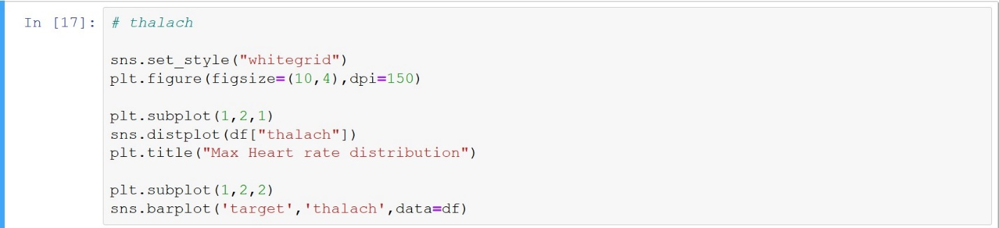 In [17]: # thalach
sns.set_style("whitegrid")
plt.figure(figsize=(10,4),dpi=150)
plt.subplot(1,2,1)
sns.distplot(df["thalach"])
plt.title("Max Heart rate distribution")
plt.subplot(1,2,2)
sns.barplot('target','thalach',data=df)